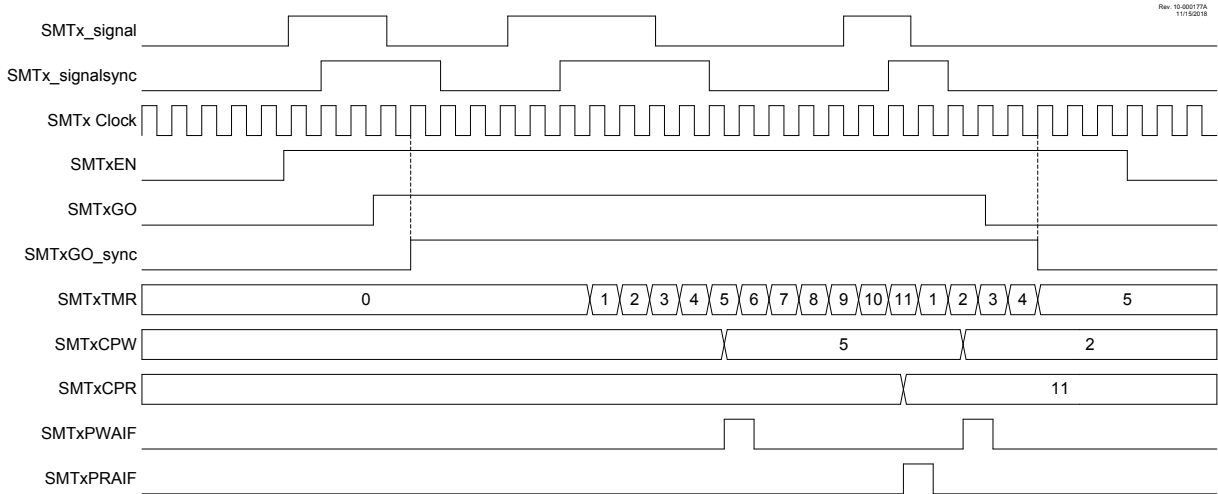 Rev. 10-000177A
11/15/2018
SMTx_signal
SMTx_signalsync
SMTx Clock
SMTxEN
SMTxGO
SMTxGO_sync
SMTxTMR 0 1 2 3 4 5 6 7 8 9 10 11 1 2 3 4 5
SMTxCPW 5 2
SMTxCPR 11
SMTxPWAIF
SMTxPRAIF